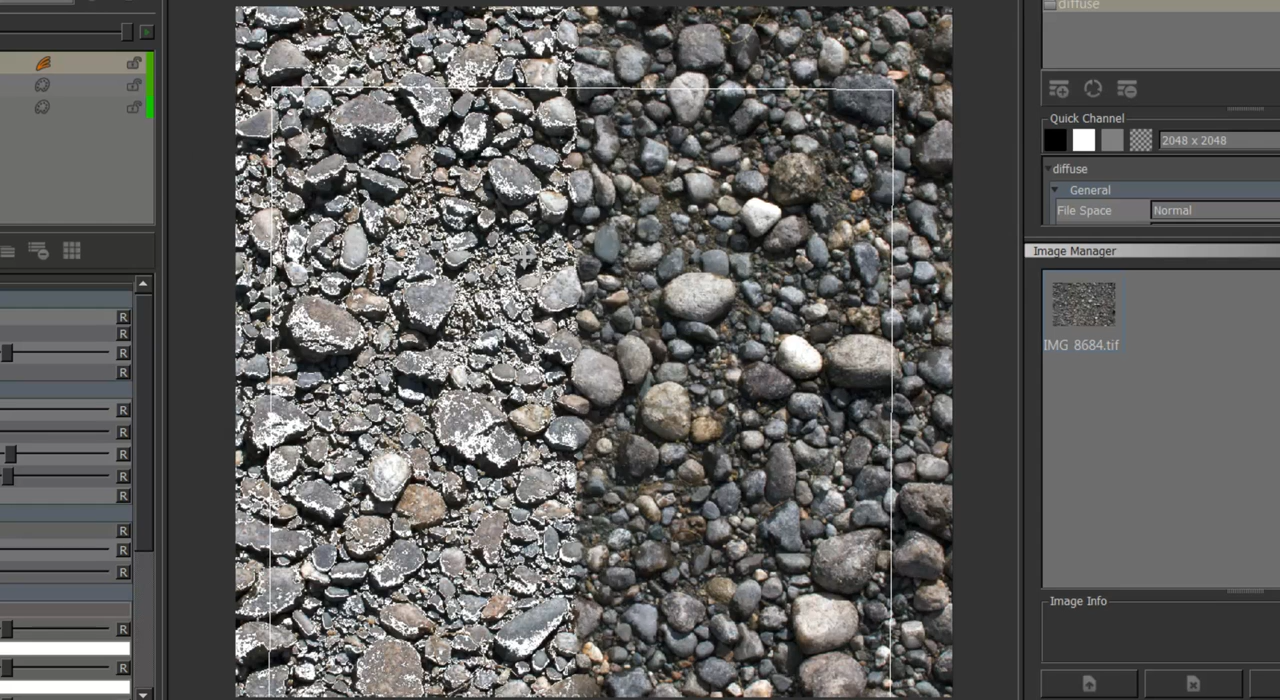 diffuse
Quick Channel
2048 x 2048
diffuse
General
File Space
Normal
Image Manager
IMG 8684.tif
Image Info
R
R
R
R
R
R
R
R
R
R
R
R
R
R